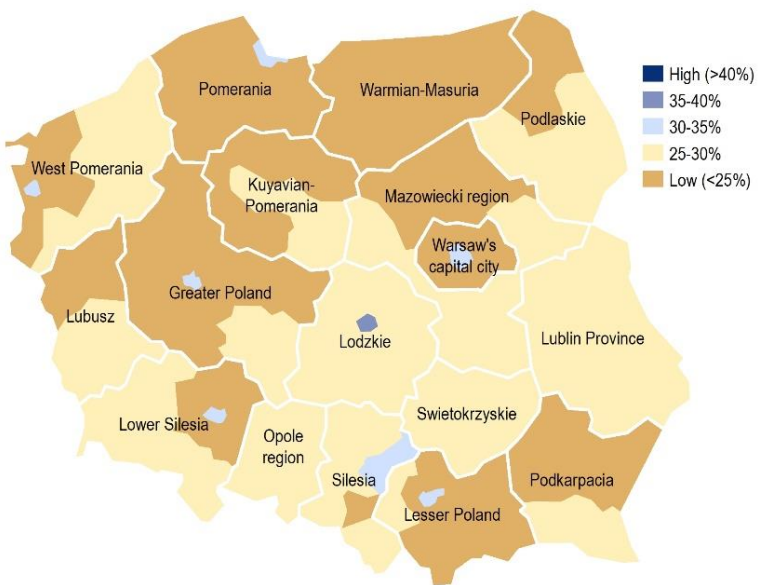 High (>40%)
35-40%
30-35%
25-30%
Low (<25%)
Pomerania
Warmian-Masuria
Podlaskie
West Pomerania
Kuyavian-
Pomerania
Mazowiecki region
Warsaw's
capital city
Greater Poland
Lubusz
Lodzkie
Lublin Province
Lower Silesia
Opole
region
Swietokrzyskie
Silesia
Podkarpacia
Lesser Poland